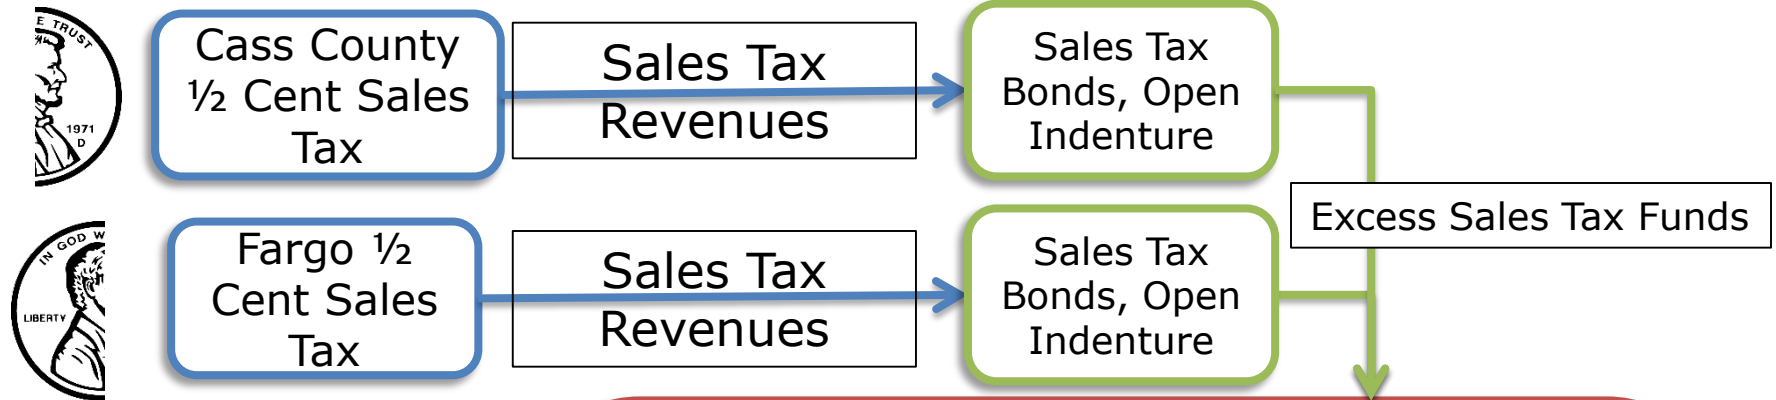 E TRUST
1971
D
Cass County
½ Cent Sales
Tax
Sales Tax
Revenues
Sales Tax
Bonds, Open
Indenture
Excess Sales Tax Funds
IN GOD W
LIBERTY
Fargo ½
Cent Sales
Tax
Sales Tax
Revenues
Sales Tax
Bonds, Open
Indenture